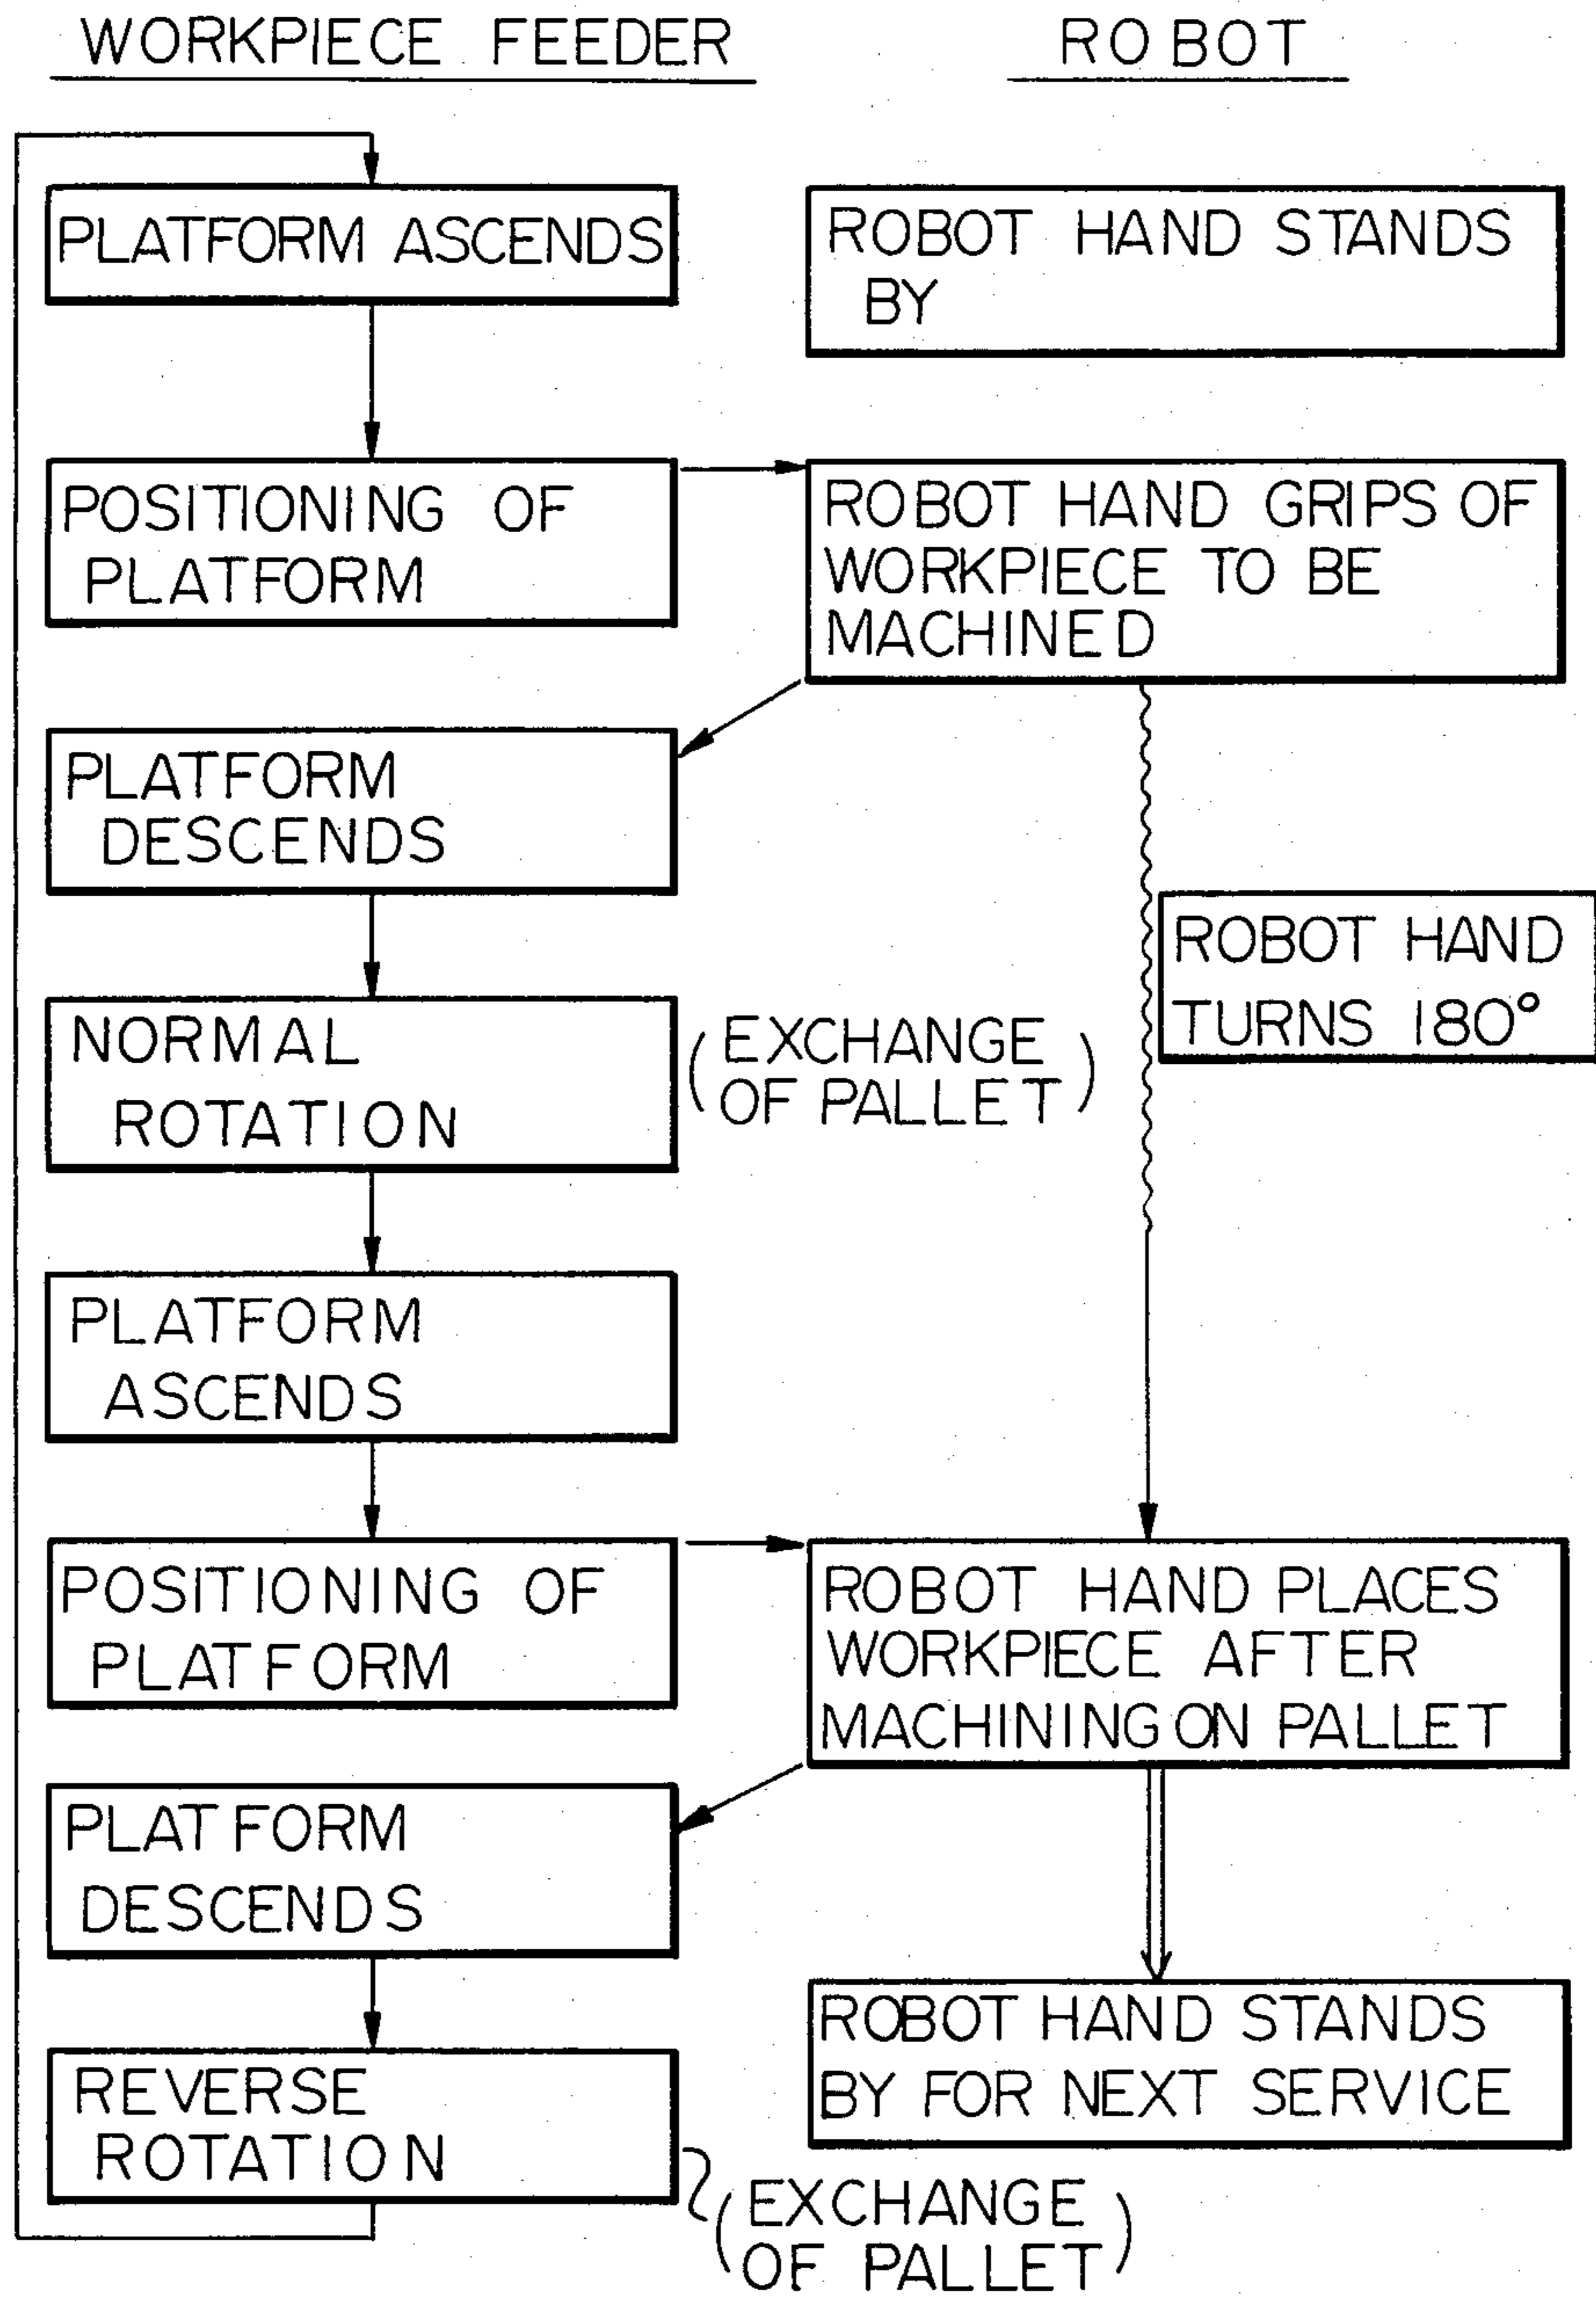 WORKPIECE FEEDER
ROBOT
PLATFORM ASCENDS
ROBOT HAND STANDS
BY
POSITIONING OF
PLATFORM
ROBOT HAND GRIPS OF
WORKPIECE TO BE
MACHINED
PLATFORM
DESCENDS
ROBOT HAND
TURNS 180°
NORMAL
ROTATION
(EXCHANGE
OF PALLET)
PLATFORM
ASCENDS
POSITIONING OF
PLATFORM
ROBOT HAND PLACES
WORKPIECE AFTER
MACHINING ON PALLET
PLATFORM
DESCENDS
ROBOT HAND STANDS
BY FOR NEXT SERVICE
REVERSE
ROTATION
(EXCHANGE
OF PALLET)